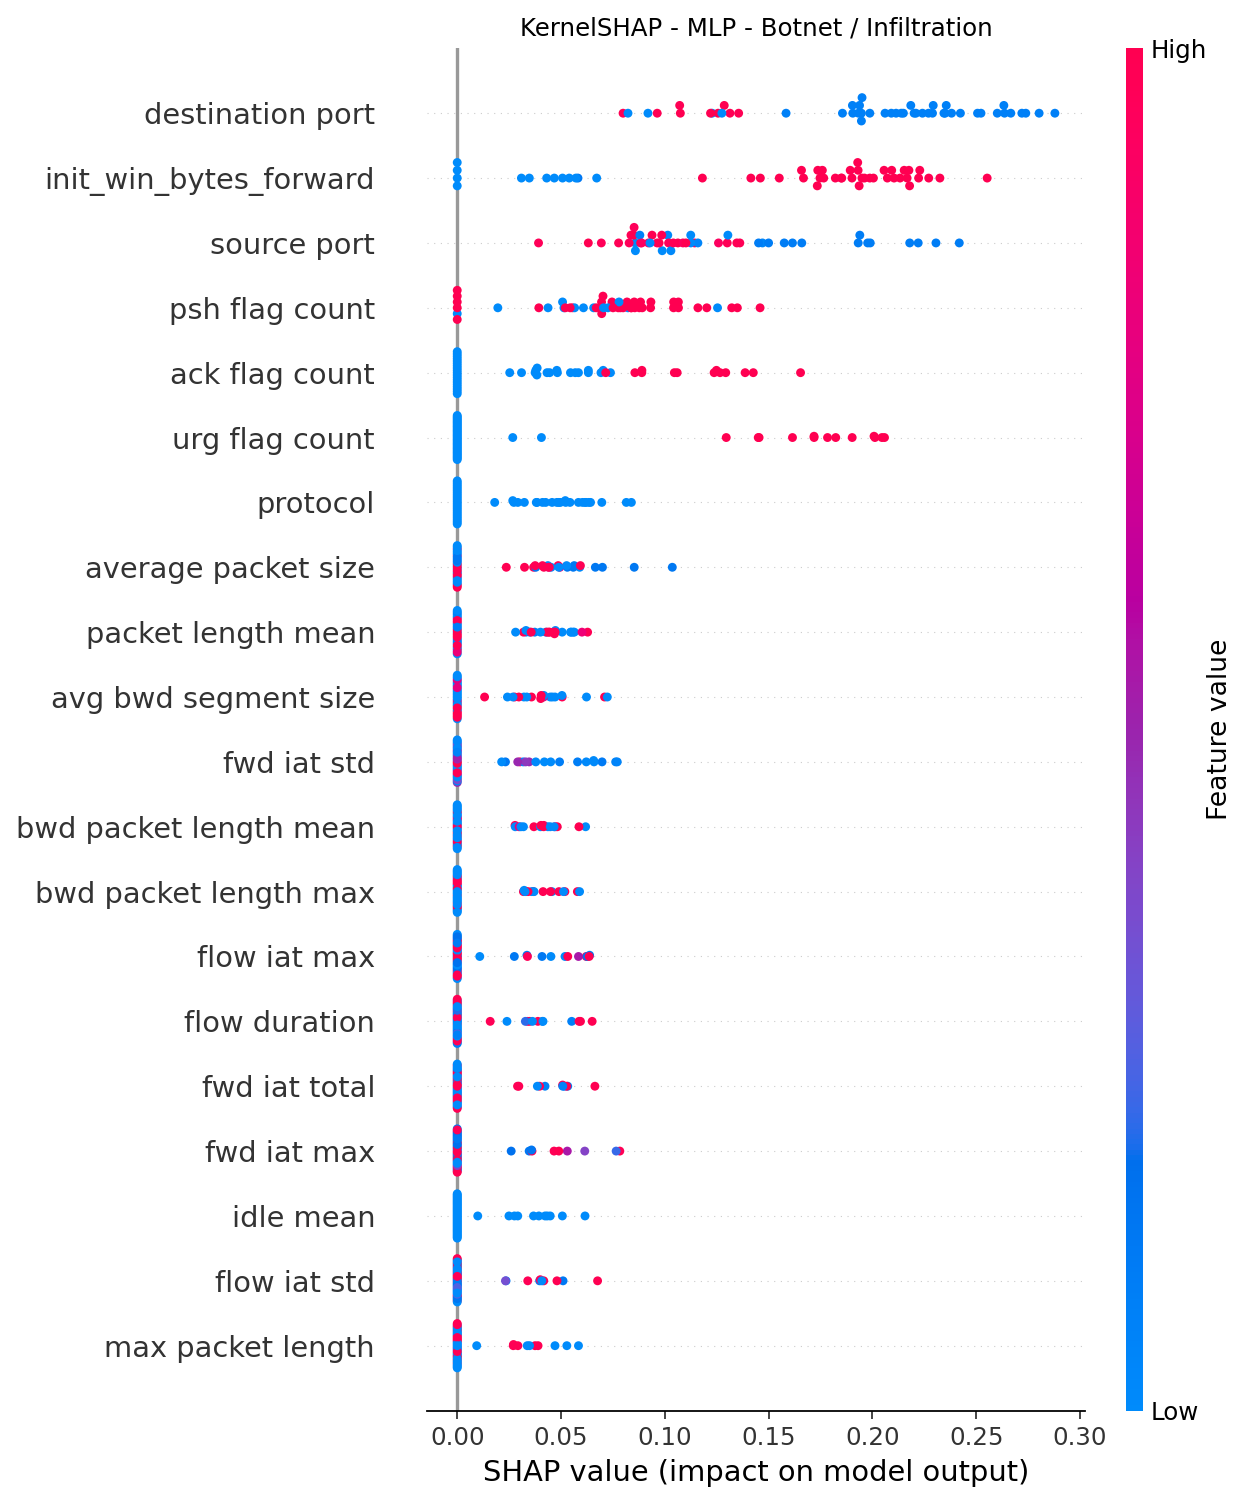 KernelSHAP - MLP - Botnet / Infiltration
High
destination port
init_win_bytes_forward
source port
psh flag count
ack flag count
urg flag count
protocol
average packet size
packet length mean
avg bwd segment size
fwd iat std
bwd packet length mean
bwd packet length max
flow iat max
flow duration
fwd iat total
fwd iat max
idle mean
flow iat std
max packet length
Feature value
Low
0.00 0.05 0.10 0.15 0.20 0.25 0.30
SHAP value (impact on model output)